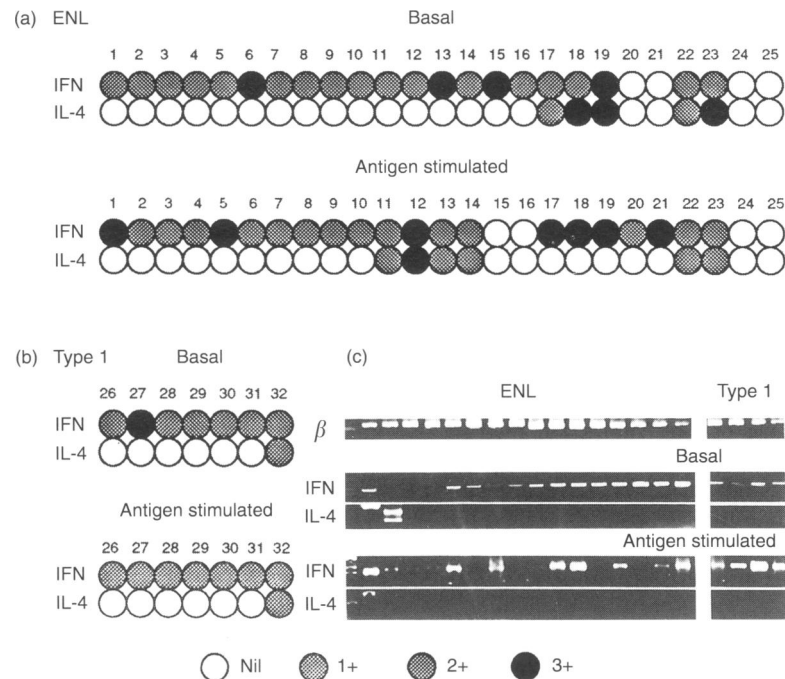 (a) ENL Basal
1 2 3 4 5 6 7 8 9 10 11 12 13 14 15 16 17 18 19 20 21 22 23 24 25
IFN
IL-4
Antigen stimulated
1 2 3 4 5 6 7 8 9 10 11 12 13 14 15 16 17 18 19 20 21 22 23 24 25
IFN
IL-4
(b) Type 1 Basal
26 27 28 29 30 31 32
IFN
IL-4
Antigen stimulated
26 27 28 29 30 31 32
IFN
IL-4
(c)
ENL Type 1
β
Basal
IFN
IL-4
Antigen stimulated
IFN
IL-4
Nil 1+ 2+ 3+